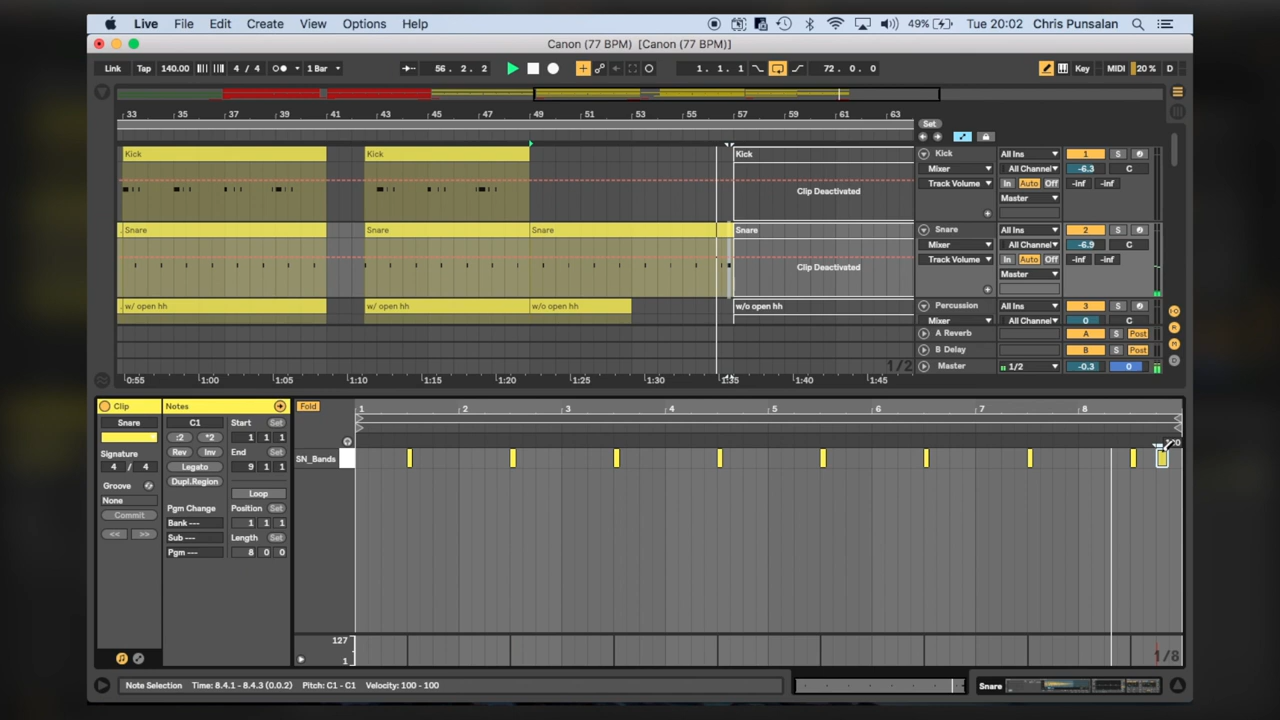 Live File Edit Create View Options Help 49% Tue 20:02 Chris Punsalan
Canon (77 BPM) [Canon (77 BPM)]
Link Tap 140.00 4 / 4 1 Bar 56. 2. 2 1. 1. 1 72. 0. 0 Key MIDI 20 % D
33 35 37 39 41 43 45 47 49 51 53 55 57 59 61 63
Set
Kick Kick Kick
Clip Deactivated
Kick All Ins 1 S
Mixer All Channel -6.3 C
Track Volume In Auto Off -inf -inf
Master
Snare Snare Snare Snare
Clip Deactivated
Snare All Ins 2 S
Mixer All Channel -6.9 C
Track Volume In Auto Off -inf -inf
Master
w/ open hh w/ open hh w/o open hh w/o open hh
Percussion All Ins 3 S
Mixer All Channel 0 C
A Reverb A S Post
B Delay B S Post
1/2 Master 1/2 -0.3 0
0:55 1:00 1:05 1:10 1:15 1:20 1:25 1:30 1:35 1:40 1:45
Clip Notes Fold
1 2 3 4 5 6 7 8
Snare C1 Start Set
:2 *2 1 1 1
Signature Rev Inv End Set
4 / 4 Legato 9 1 1
Groove Dupl.Region
None Loop
Commit Pgm Change Position Set
<< >> Bank --- 1 1 1
Sub --- Length Set
Pgm --- 8 0 0
SN_Bands
100
127
1
1/8
Note Selection Time: 8.4.1 - 8.4.3 (0.0.2) Pitch: C1 - C1 Velocity: 100 - 100
Snare